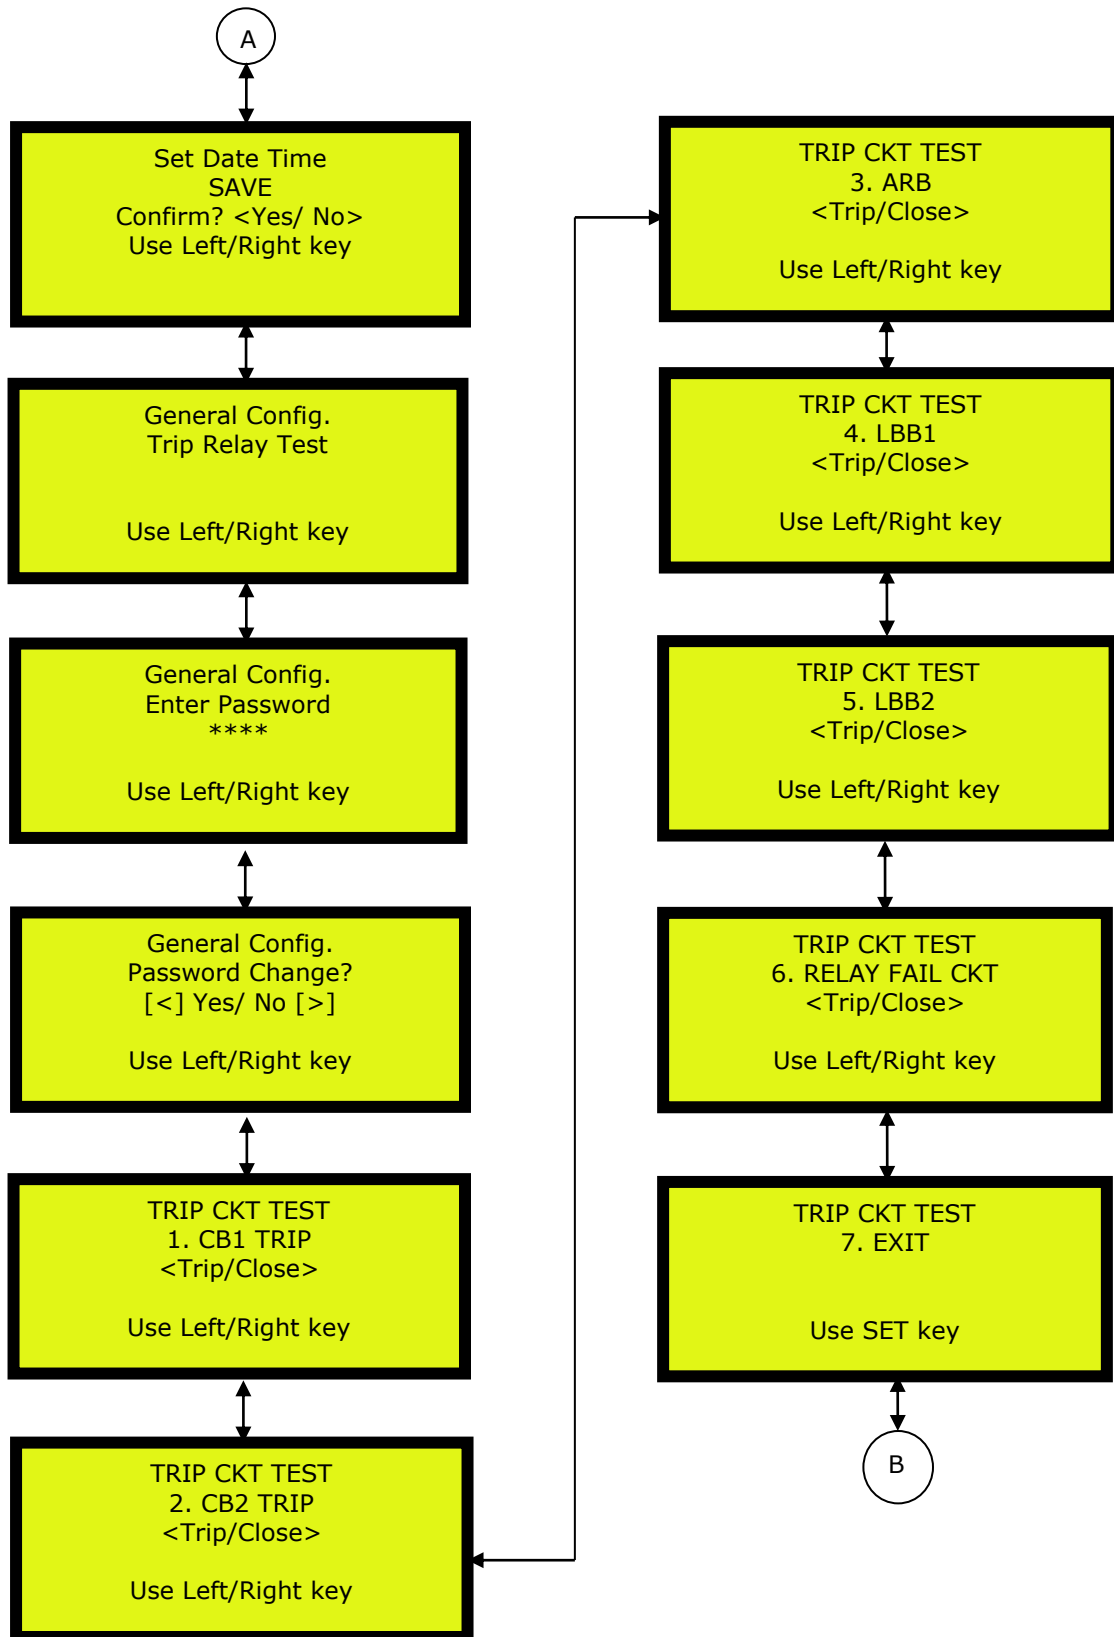 A
Set Date Time
SAVE
Confirm? <Yes/ No>
Use Left/Right key
General Config.
Trip Relay Test
Use Left/Right key
General Config.
Enter Password
****
Use Left/Right key
General Config.
Password Change?
[<] Yes/ No [>]
Use Left/Right key
TRIP CKT TEST
1. CB1 TRIP
<Trip/Close>
Use Left/Right key
TRIP CKT TEST
2. CB2 TRIP
<Trip/Close>
Use Left/Right key
TRIP CKT TEST
3. ARB
<Trip/Close>
Use Left/Right key
TRIP CKT TEST
4. LBB1
<Trip/Close>
Use Left/Right key
TRIP CKT TEST
5. LBB2
<Trip/Close>
Use Left/Right key
TRIP CKT TEST
6. RELAY FAIL CKT
<Trip/Close>
Use Left/Right key
TRIP CKT TEST
7. EXIT
Use SET key
B